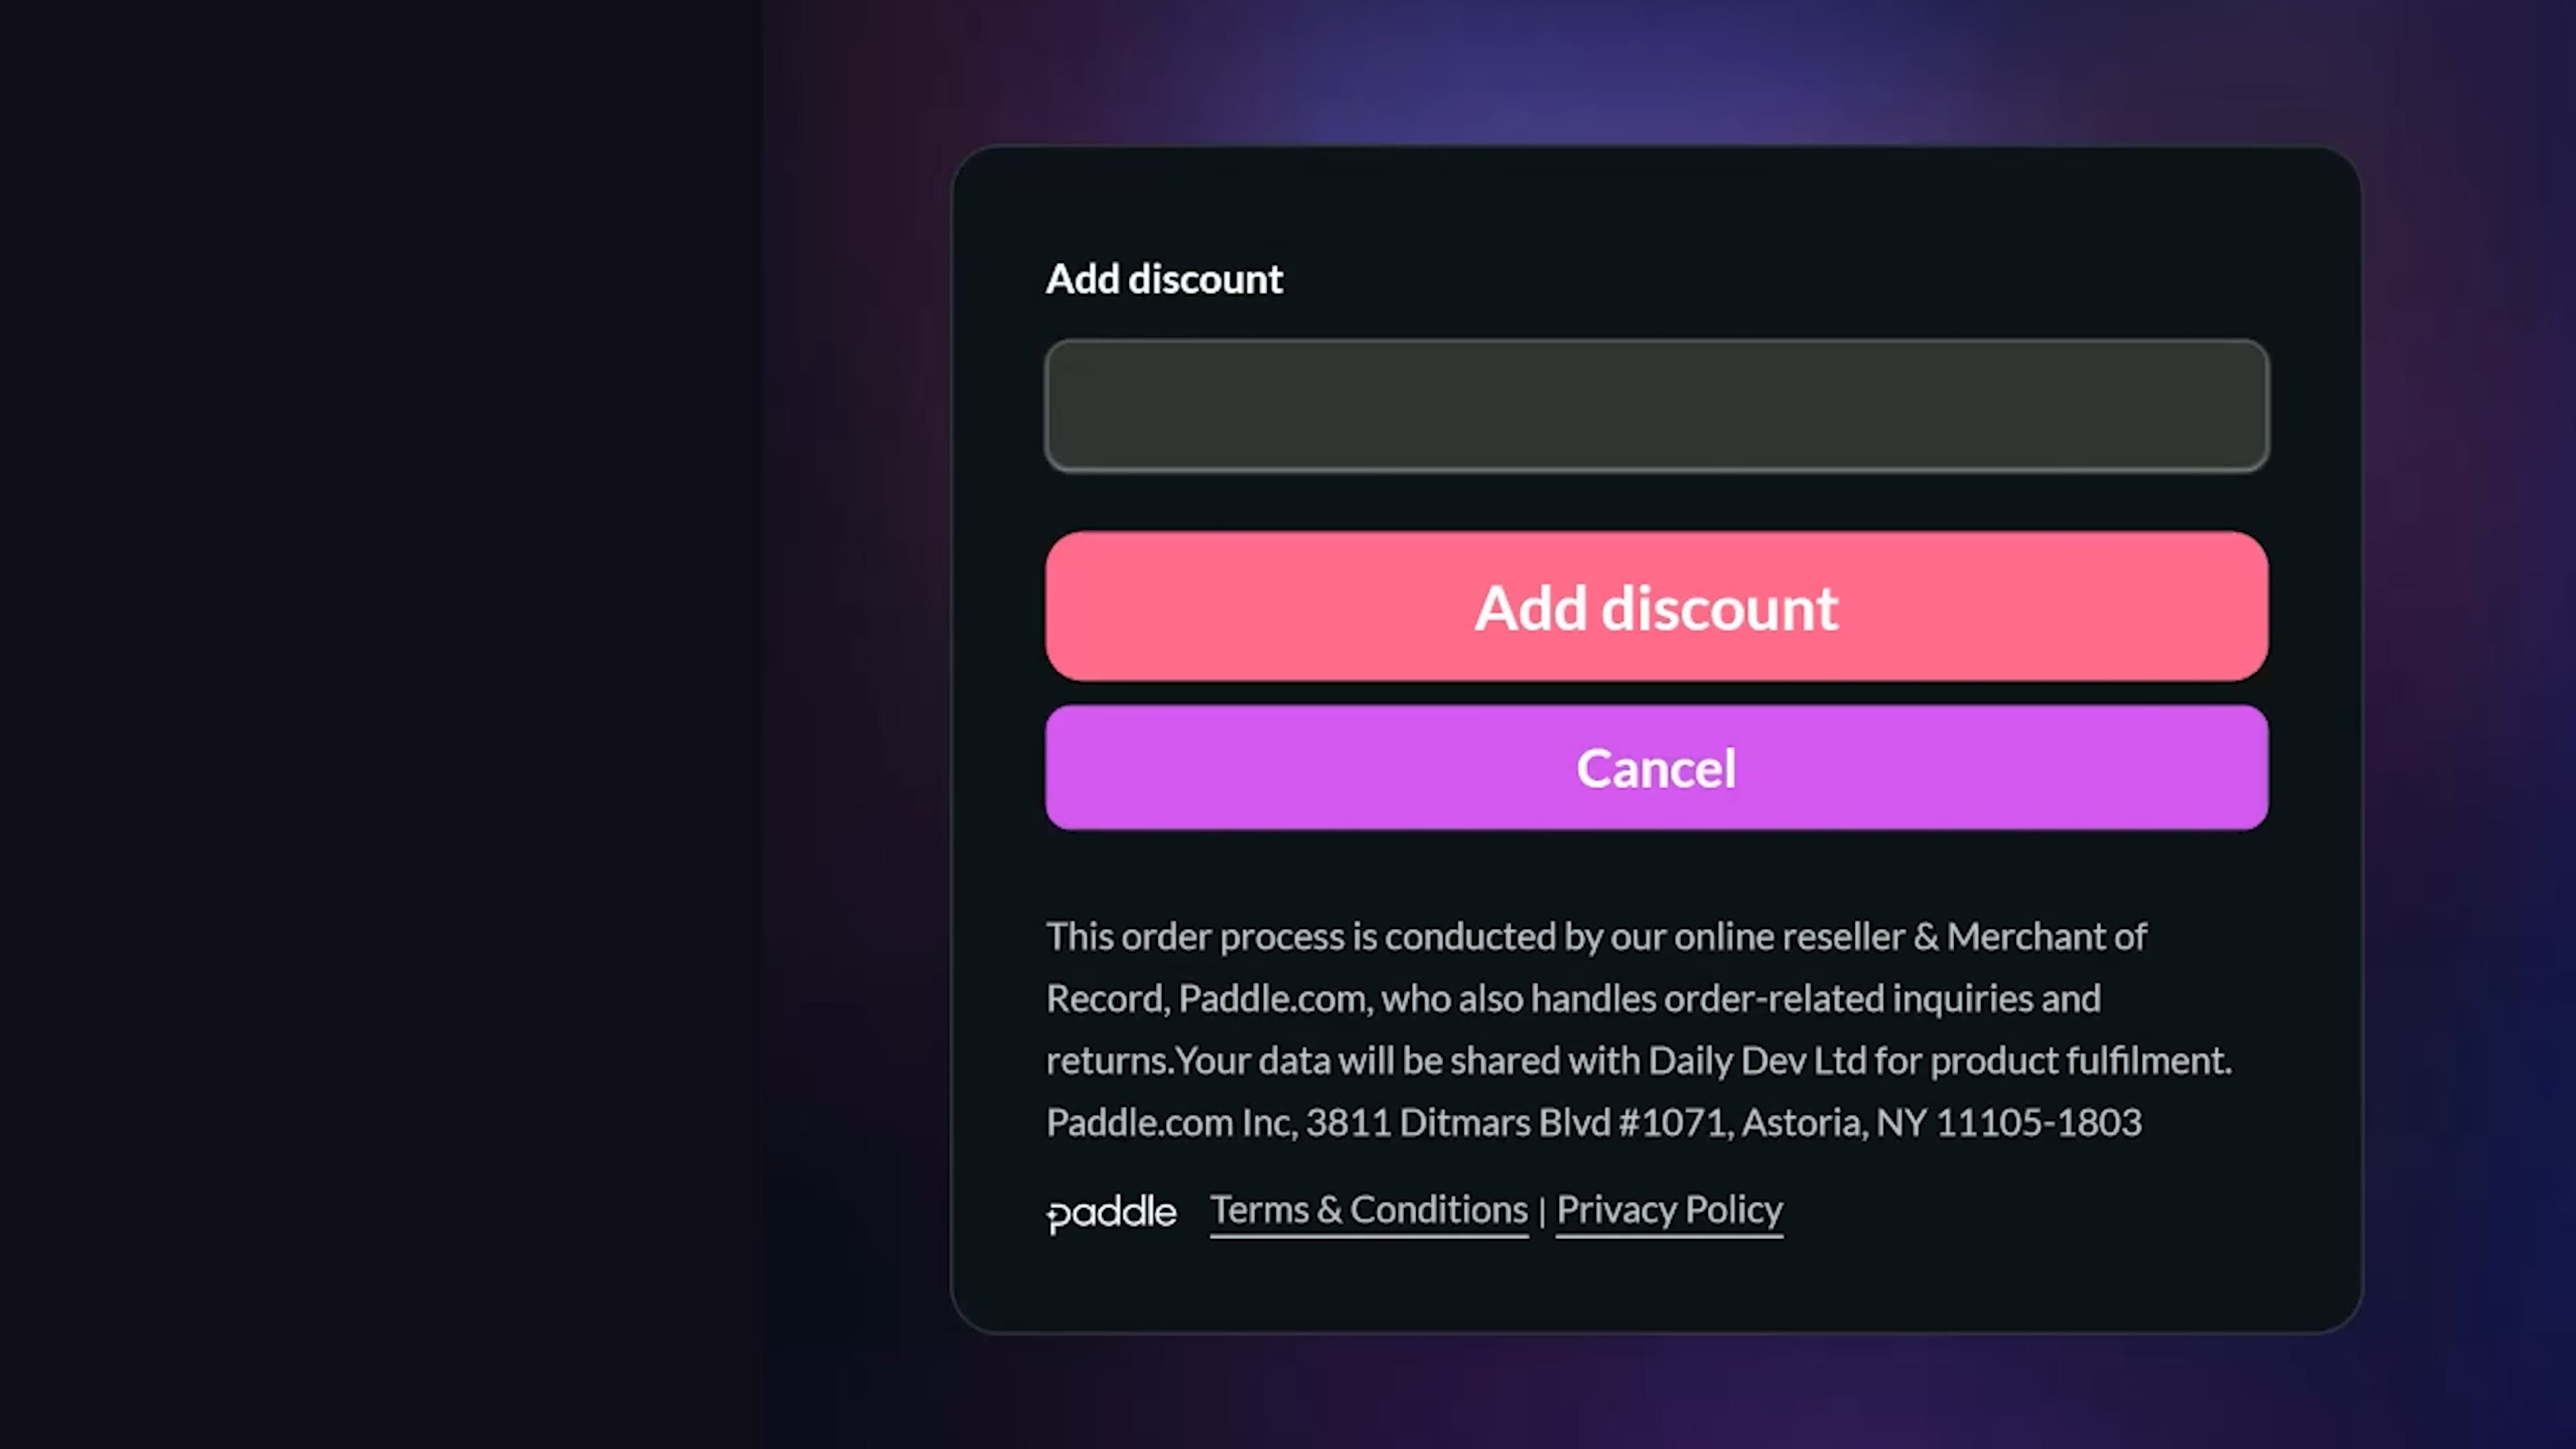 Add discount
Add discount
Cancel
This order process is conducted by our online reseller & Merchant of
Record, Paddle.com, who also handles order-related inquiries and
returns.Your data will be shared with Daily Dev Ltd for product fulfilment.
Paddle.com Inc, 3811 Ditmars Blvd #1071, Astoria, NY 11105-1803
paddle Terms & Conditions | Privacy Policy